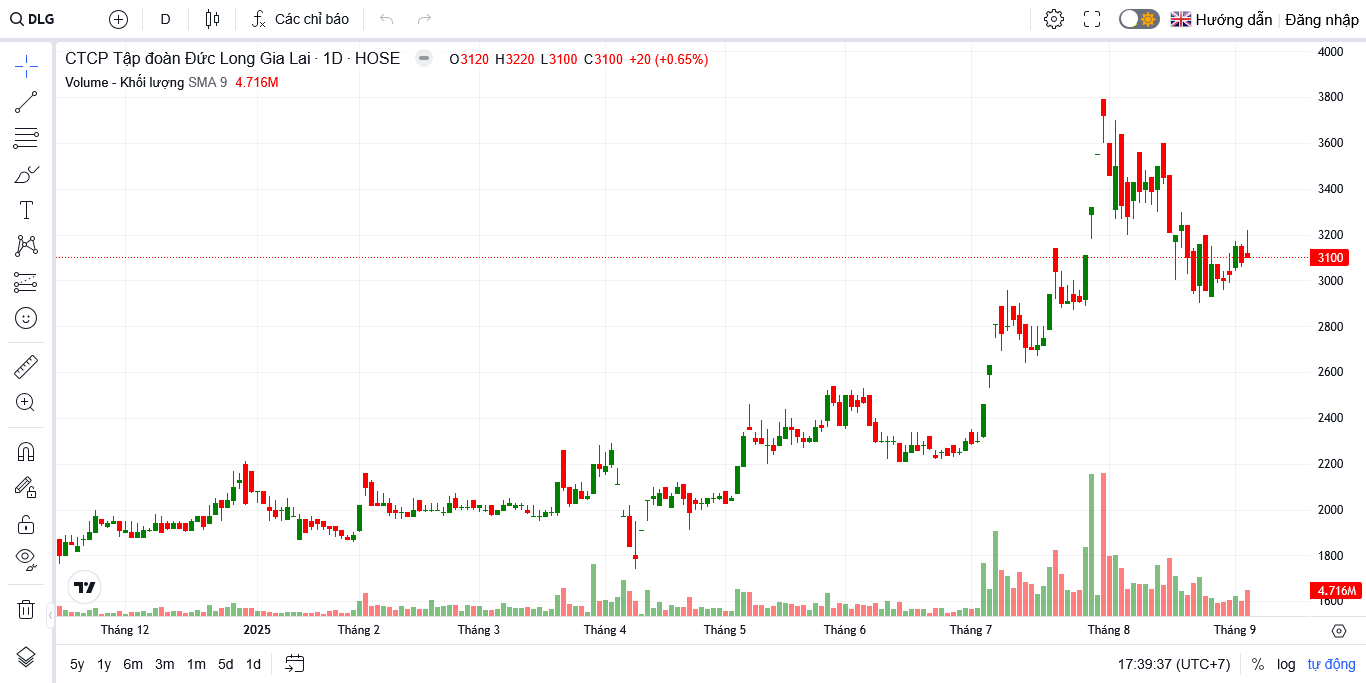 DLG D Các chỉ báo Hướng dẫn Đăng nhập
CTCP Tập đoàn Đức Long Gia Lai · 1D · HOSE O3120 H3220 L3100 C3100 +20 (+0.65%)
Volume - Khối lượng SMA 9 4.716M
4000
3800
3600
3400
3200
3100
3000
2800
2600
2400
2200
2000
1800
4.716M
1600
Tháng 12 2025 Tháng 2 Tháng 3 Tháng 4 Tháng 5 Tháng 6 Tháng 7 Tháng 8 Tháng 9
5y 1y 6m 3m 1m 5d 1d 17:39:37 (UTC+7) % log tự động